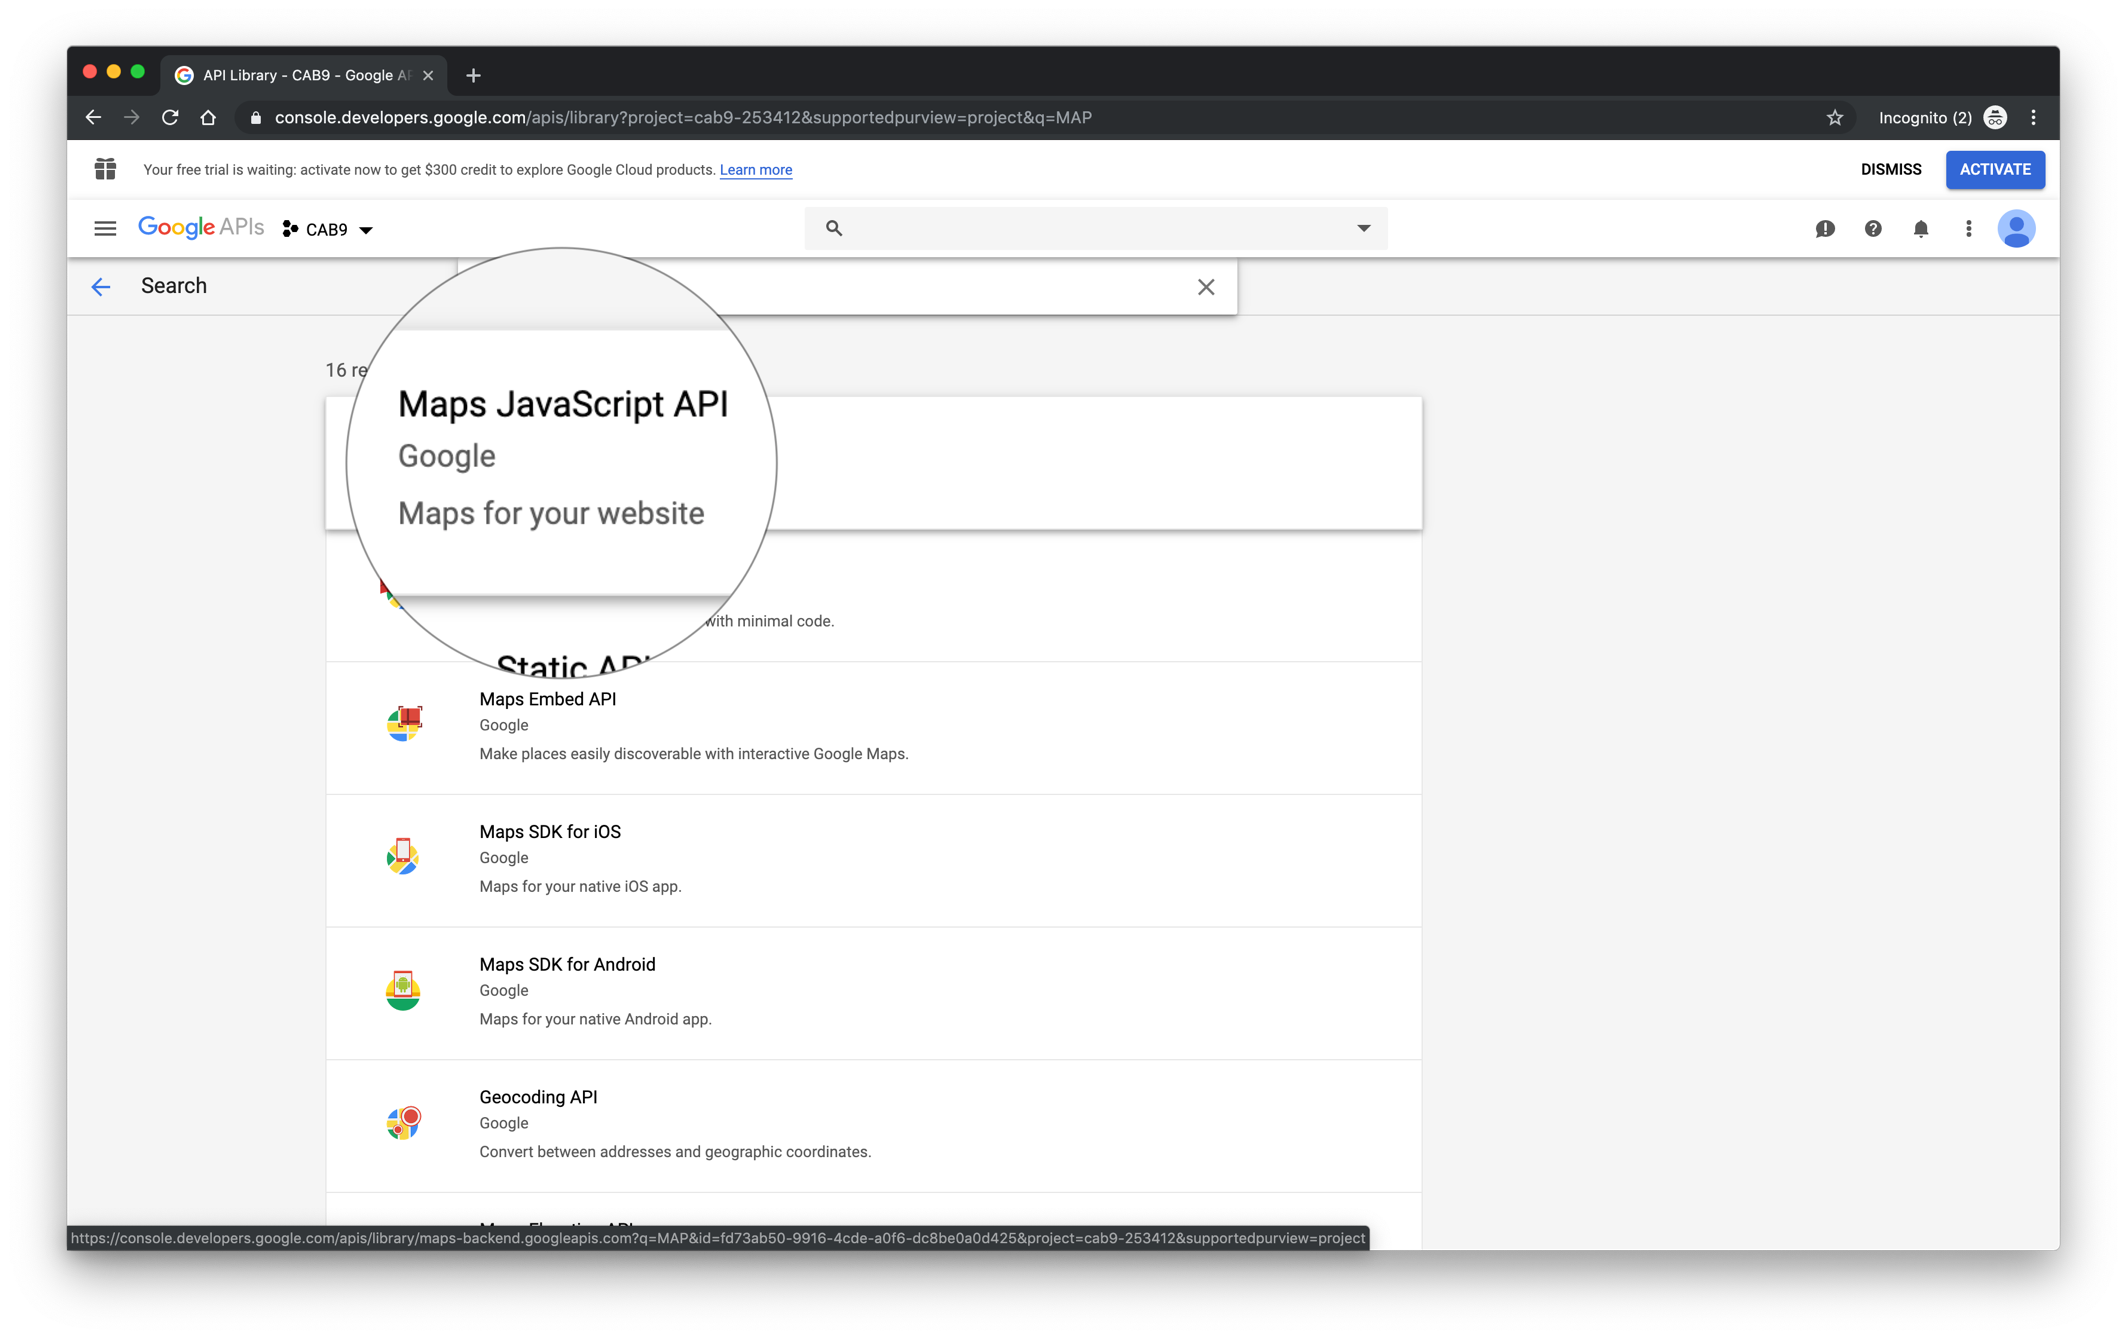 API Library - CAB9 - Google AP
console.developers.google.com/apis/library?project=cab9-253412&supportedpurview=project&q=MAP
Incognito (2)
Your free trial is waiting: activate now to get $300 credit to explore Google Cloud products. Learn more
DISMISS
ACTIVATE
Google APIs
CAB9
Search
16 re
Maps JavaScript API
Google
Maps for your website
with minimal code.
Static API
Maps Embed API
Google
Make places easily discoverable with interactive Google Maps.
Maps SDK for iOS
Google
Maps for your native iOS app.
Maps SDK for Android
Google
Maps for your native Android app.
Geocoding API
Google
Convert between addresses and geographic coordinates.
Maps Elevation API
https://console.developers.google.com/apis/library/maps-backend.googleapis.com?q=MAP&id=fd73ab50-9916-4cde-a0f6-dc8be0a0d425&project=cab9-253412&supportedpurview=project